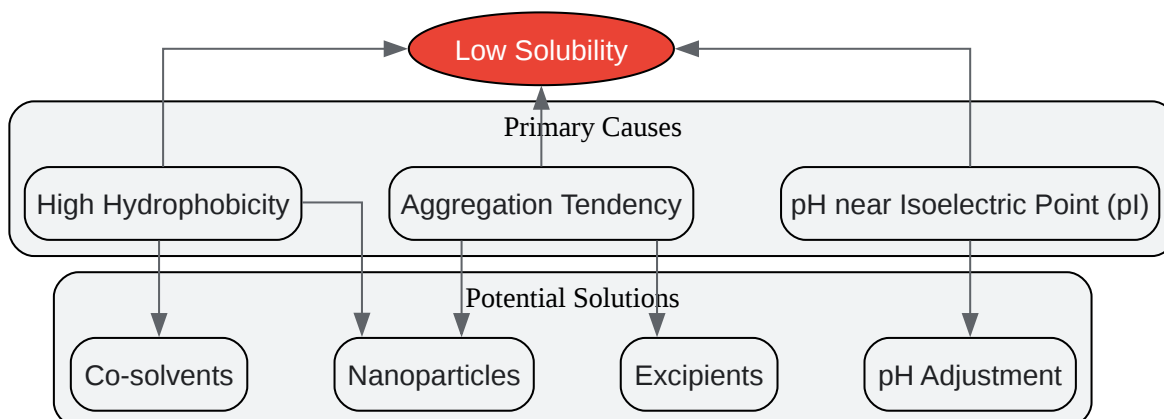 Low Solubility
Primary Causes
High Hydrophobicity
Aggregation Tendency
pH near Isoelectric Point (pI)
Potential Solutions
Co-solvents
Nanoparticles
Excipients
pH Adjustment